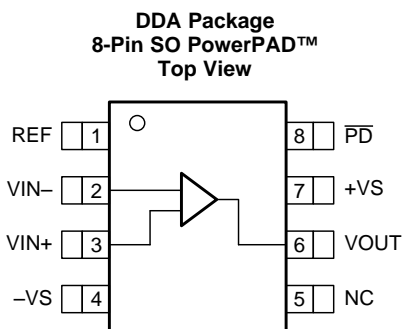 DDA Package
8-Pin SO PowerPAD™
Top View
REF 1 8 P̅D̅
VIN– 2 7 +VS
VIN+ 3 6 VOUT
–VS 4 5 NC